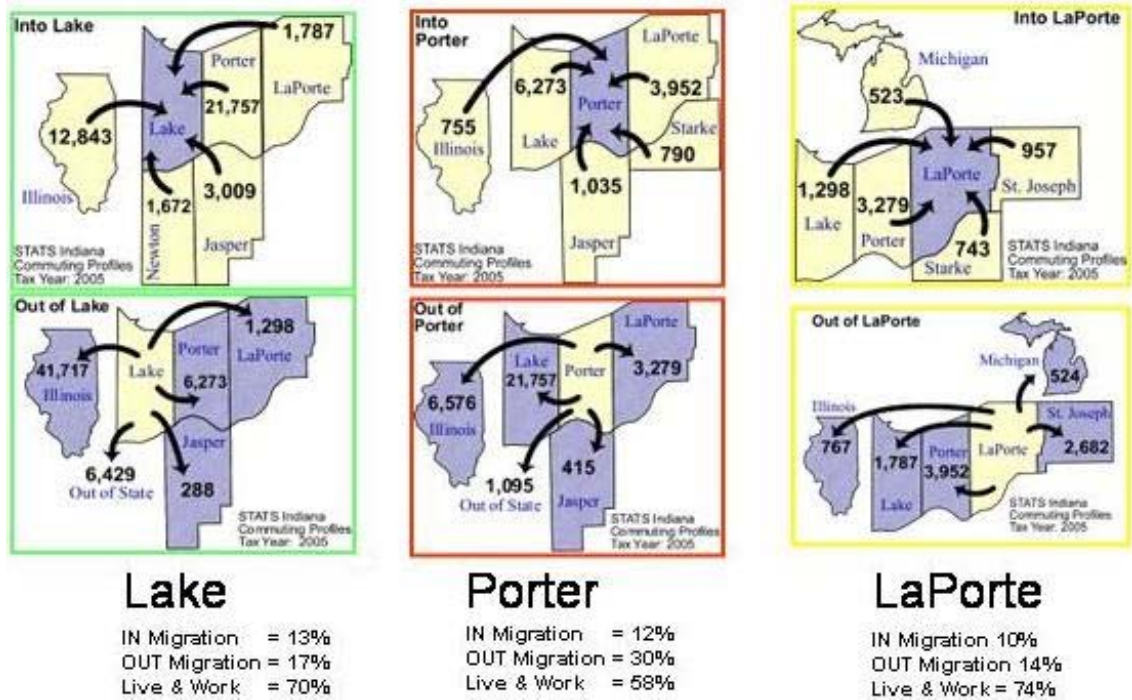 Into Lake
1,787
Porter
LaPorte
21,757
12,843
Lake
Illinois
3,009
1,672
Newton
Jasper
STATS Indiana
Commuting Profiles
Tax Year: 2005
Into
Porter
LaPorte
6,273
3,952
Porter
755
Illinois
Starke
Lake
790
1,035
Jasper
STATS Indiana
Commuting Profiles
Tax Year: 2005
Into LaPorte
Michigan
523
957
LaPorte
St. Joseph
1,298
3,279
Lake
Porter
743
Starke
STATS Indiana
Commuting Profiles
Tax Year: 2005
Out of Lake
1,298
Porter
LaPorte
41,717
Illinois
Lake
6,273
Jasper
6,429
Out of State
288
STATS Indiana
Commuting Profiles
Tax Year: 2005
Out of
Porter
LaPorte
Lake
21,757
Porter
3,279
6,576
Illinois
415
1,095
Out of State
Jasper
STATS Indiana
Commuting Profiles
Tax Year: 2005
Out of LaPorte
Michigan
524
Illinois
St. Joseph
767
1,787
Porter
3,952
LaPorte
2,682
Lake
STATS Indiana
Commuting Profiles
Tax Year: 2005
Lake
IN Migration = 13%
OUT Migration = 17%
Live & Work = 70%
Porter
IN Migration = 12%
OUT Migration = 30%
Live & Work = 58%
LaPorte
IN Migration 10%
OUT Migration 14%
Live & Work = 74%